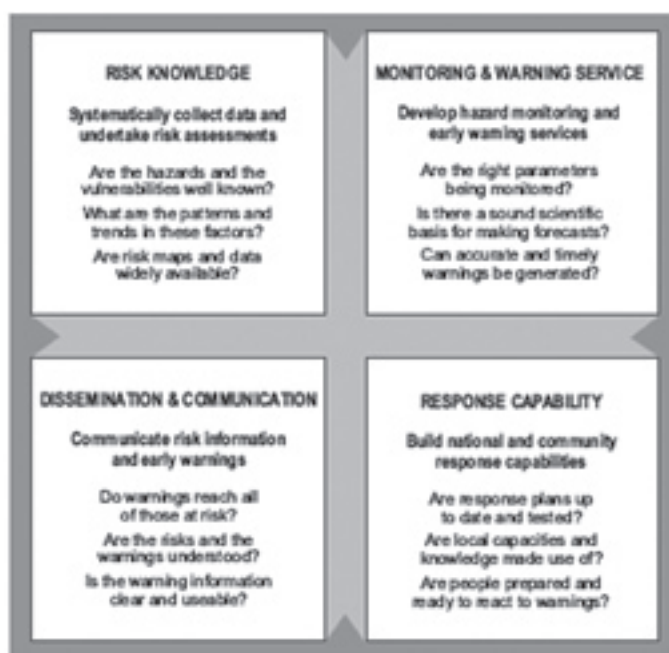 RISK KNOWLEDGE
Systematically collect data and
undertake risk assessments
Are the hazards and the
vulnerabilities well known?
What are the patterns and
trends in these factors?
Are risk maps and data
widely available?
MONITORING & WARNING SERVICE
Develop hazard monitoring and
early warning services
Are the right parameters
being monitored?
Is there a sound scientific
basis for making forecasts?
Can accurate and timely
warnings be generated?
DISSEMINATION & COMMUNICATION
Communicate risk information
and early warnings
Do warnings reach all
of those at risk?
Are the risks and the
warnings understood?
Is the warning information
clear and useable?
RESPONSE CAPABILITY
Build national and community
response capabilities
Are response plans up
to date and tested?
Are local capacities and
knowledge made use of?
Are people prepared and
ready to react to warnings?